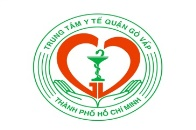 TRUNG TÂM Y TẾ QUẬN GÒ VẤP
THÀNH PHỐ HỒ CHÍ MINH